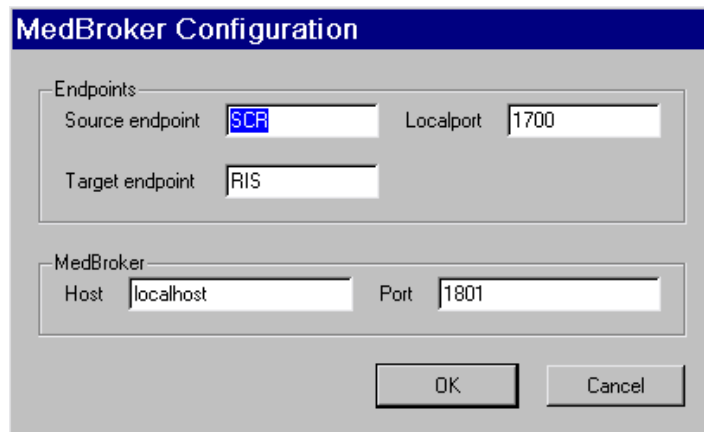 MedBroker Configuration
Endpoints
Source endpoint SCR Localport 1700
Target endpoint RIS
MedBroker
Host localhost Port 1801
OK Cancel